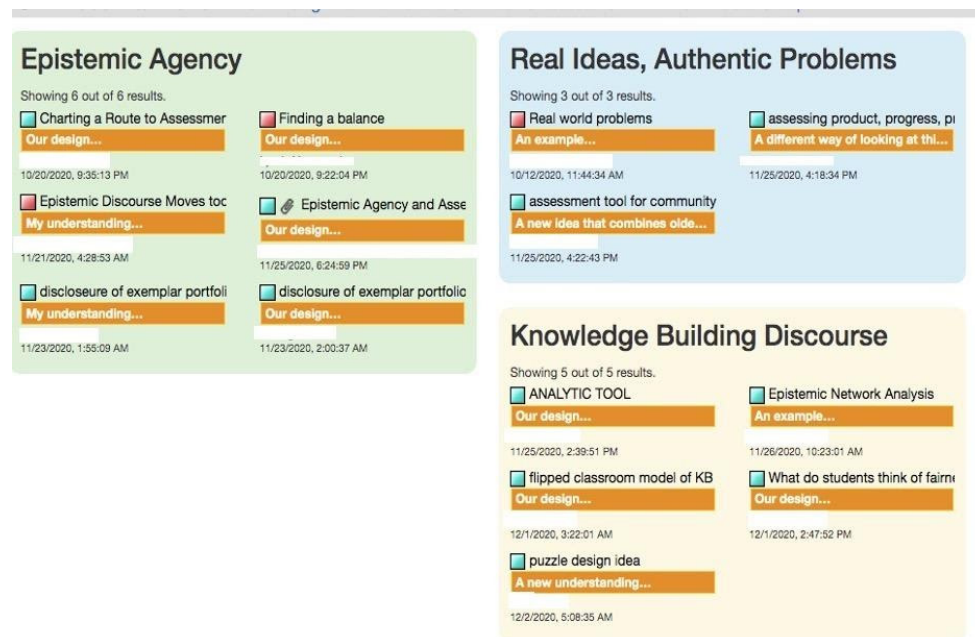 Epistemic Agency
Showing 6 out of 6 results.
Charting a Route to Assessmer
Our design...
10/20/2020, 9:35:13 PM
Finding a balance
Our design...
10/20/2020, 9:22:04 PM
Epistemic Discourse Moves toc
My understanding...
11/21/2020, 4:28:53 AM
Epistemic Agency and Asse
Our design...
11/25/2020, 6:24:59 PM
discloseure of exemplar portfoli
My understanding...
11/23/2020, 1:55:09 AM
disclosure of exemplar portfolio
Our design...
11/23/2020, 2:00:37 AM
Real Ideas, Authentic Problems
Showing 3 out of 3 results.
Real world problems
An example...
10/12/2020, 11:44:34 AM
assessing product, progress, pr
A different way of looking at thi...
11/25/2020, 4:18:34 PM
assessment tool for community
A new idea that combines olde...
11/25/2020, 4:22:43 PM
Knowledge Building Discourse
Showing 5 out of 5 results.
ANALYTIC TOOL
Our design...
11/25/2020, 2:39:51 PM
Epistemic Network Analysis
An example...
11/26/2020, 10:23:01 AM
flipped classroom model of KB
Our design...
12/1/2020, 3:22:01 AM
What do students think of fairne
Our design...
12/1/2020, 2:47:52 PM
puzzle design idea
A new understanding...
12/2/2020, 5:08:35 AM